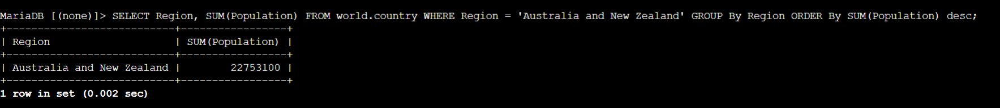 MariaDB [(none)]> SELECT Region, SUM(Population) FROM world.country WHERE Region = 'Australia and New Zealand' GROUP By Region ORDER By SUM(Population) desc;
+---------------------------+-----------------+
| Region                    | SUM(Population) |
+---------------------------+-----------------+
| Australia and New Zealand |        22753100 |
+---------------------------+-----------------+
1 row in set (0.002 sec)